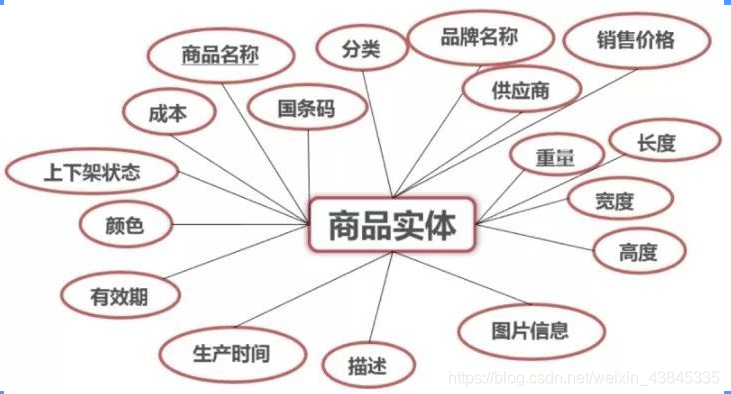 商品名称
分类
品牌名称
销售价格
成本
国条码
供应商
上下架状态
重量
长度
颜色
商品实体
宽度
高度
有效期
生产时间
描述
图片信息
https://blog.csdn.net/weixin_43845335